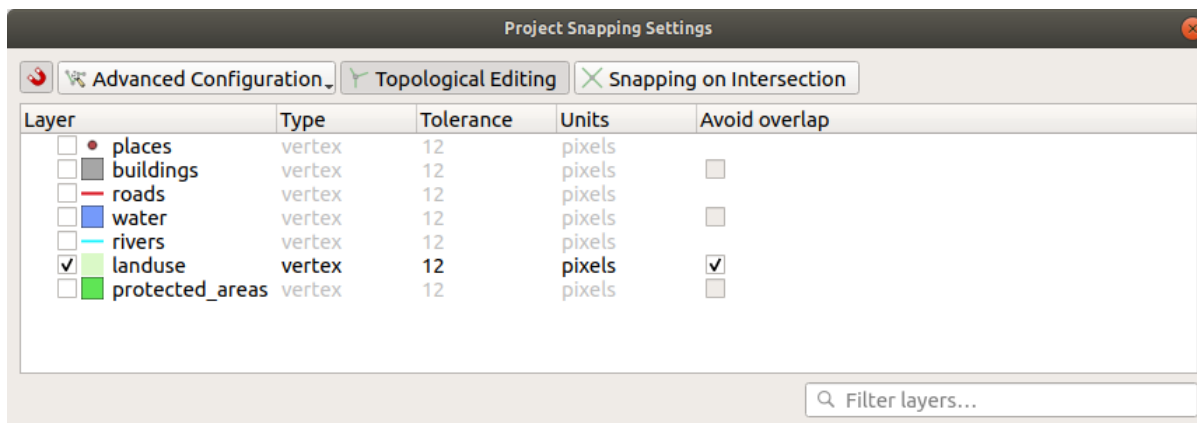 Project Snapping Settings
Advanced Configuration Topological Editing Snapping on Intersection
Layer Type Tolerance Units Avoid overlap
places vertex 12 pixels
buildings vertex 12 pixels
roads vertex 12 pixels
water vertex 12 pixels
rivers vertex 12 pixels
landuse vertex 12 pixels
protected_areas vertex 12 pixels
Filter layers...